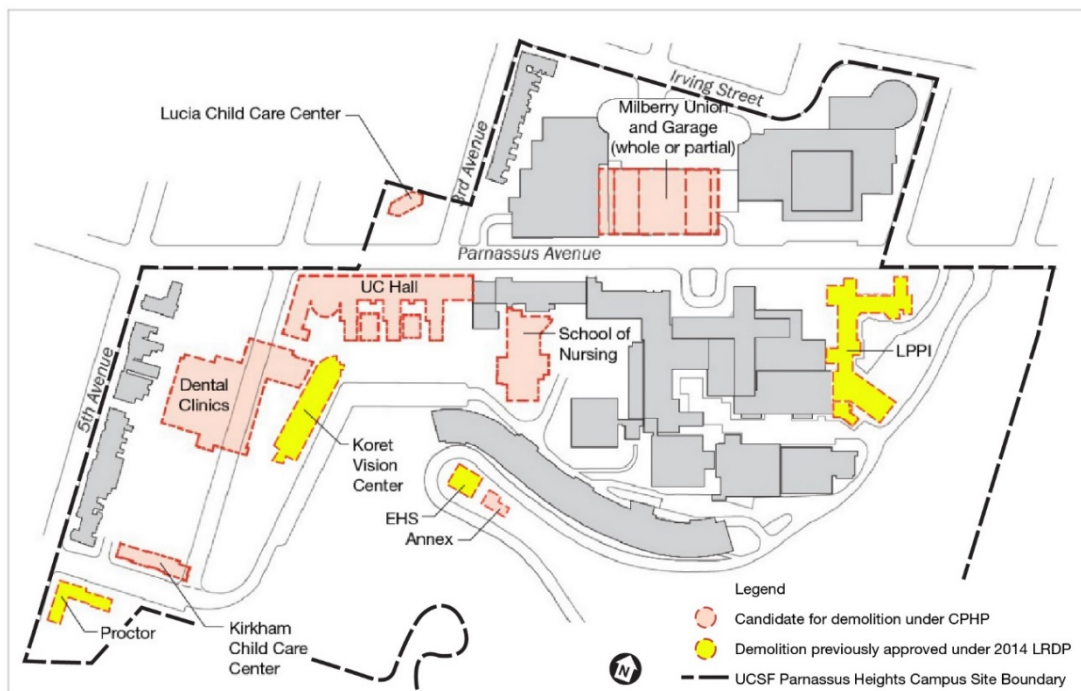 Irving Street
Lucia Child Care Center
3rd Avenue
Milberry Union
and Garage
(whole or partial)
Parnassus Avenue
UC Hall
School of
Nursing
LPPI
5th Avenue
Dental
Clinics
Koret
Vision
Center
EHS
Annex
Proctor
Kirkham
Child Care
Center
N
Legend
Candidate for demolition under CPHP
Demolition previously approved under 2014 LRDP
UCSF Parnassus Heights Campus Site Boundary